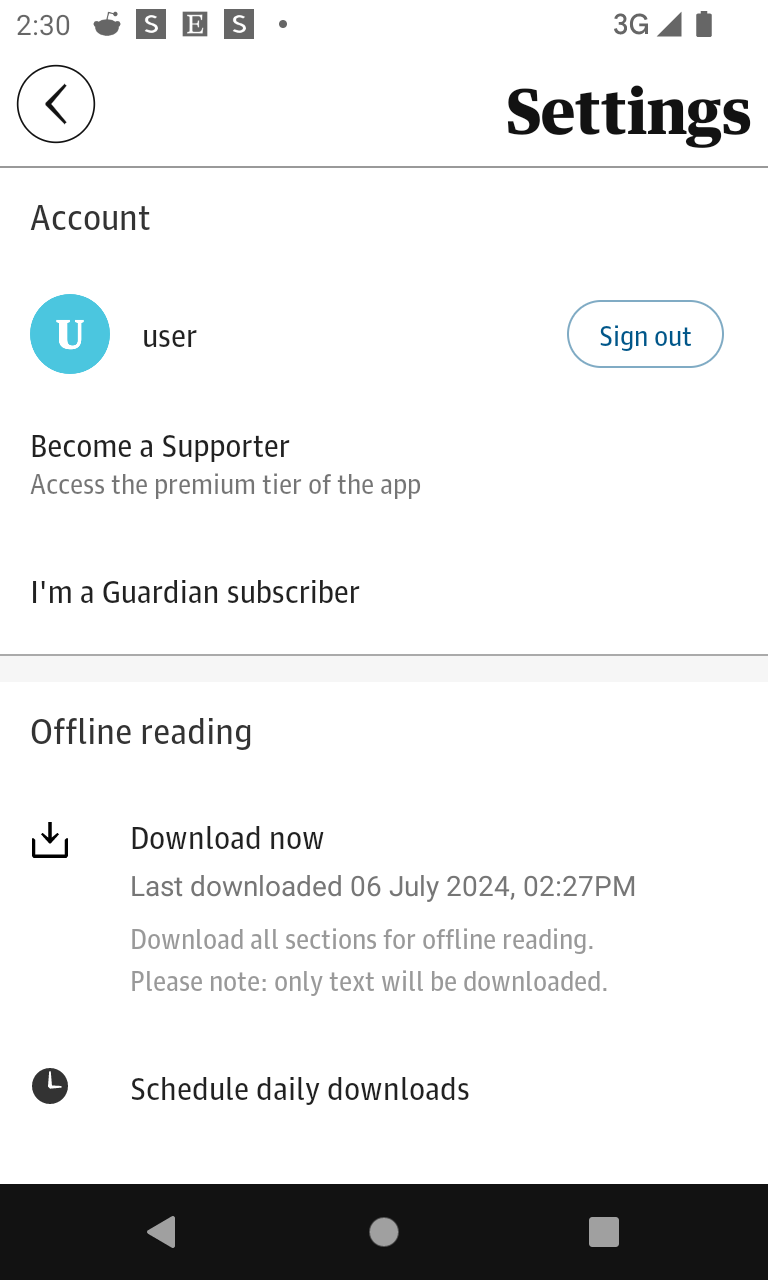 2:30 S E S 3G
Settings
Account
U user Sign out
Become a Supporter
Access the premium tier of the app
I'm a Guardian subscriber
Offline reading
Download now
Last downloaded 06 July 2024, 02:27PM
Download all sections for offline reading.
Please note: only text will be downloaded.
Schedule daily downloads